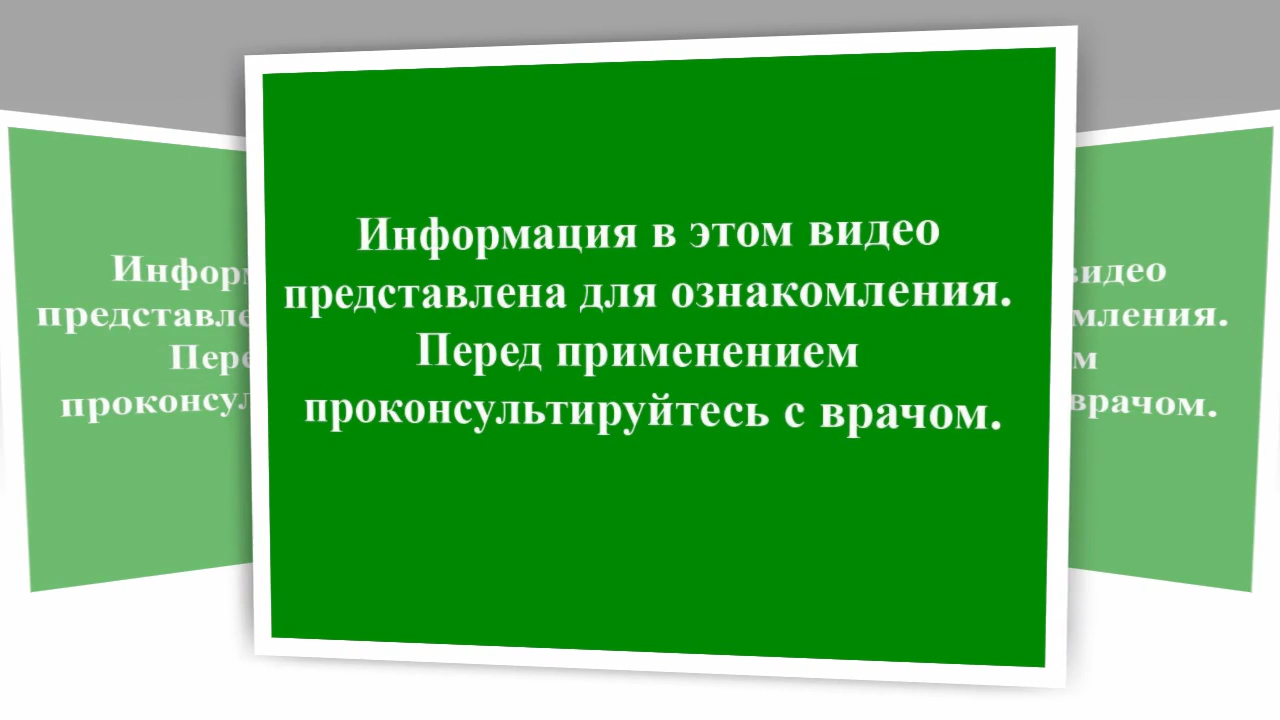 Информация в этом видео
представлена для ознакомления.
Перед применением
проконсультируйтесь с врачом.